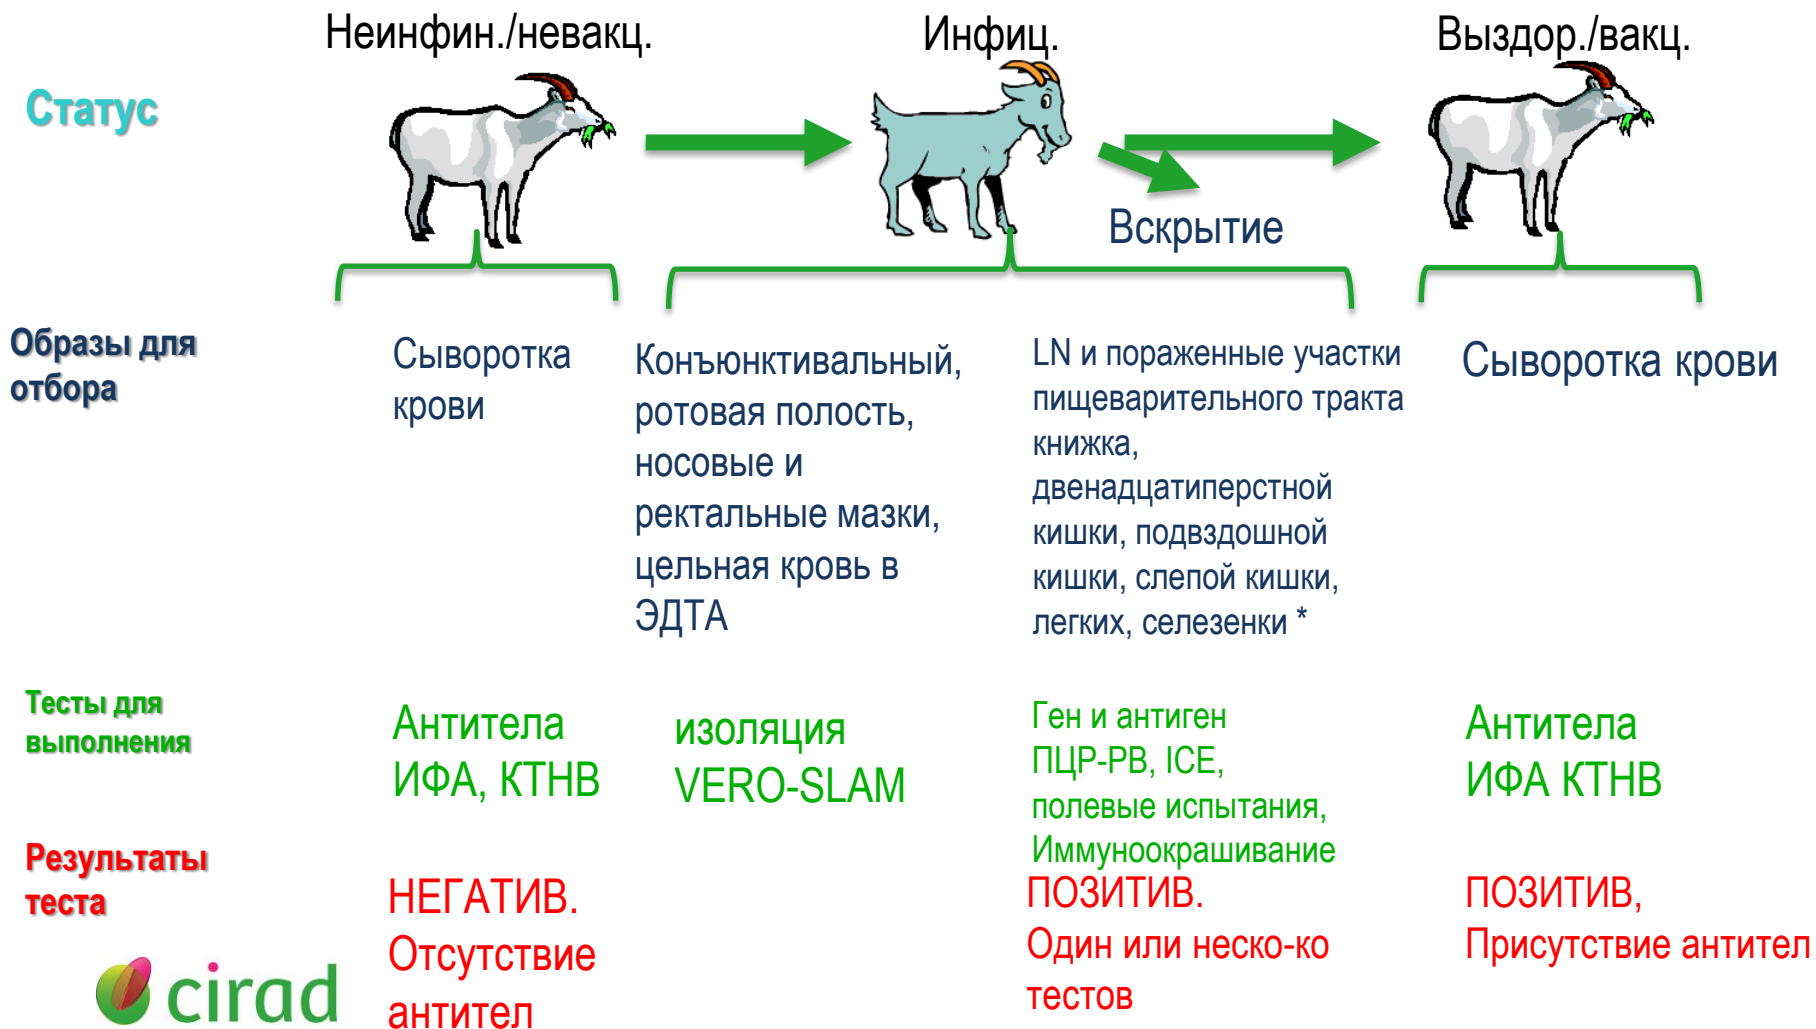 Неинфин./невакц.
Инфиц.
Выздор./вакц.
Статус
Вскрытие
Образы для
отбора
Сыворотка
крови
Конъюнктивальный,
ротовая полость,
носовые и
ректальные мазки,
цельная кровь в
ЭДТА
LN и пораженные участки
пищеварительного тракта
книжка,
двенадцатиперстной
кишки, подвздошной
кишки, слепой кишки,
легких, селезенки *
Сыворотка крови
Тесты для
выполнения
Антитела
ИФА, КТНВ
изоляция
VERO-SLAM
Ген и антиген
ПЦР-РВ, ICE,
полевые испытания,
Иммуноокрашивание
Антитела
ИФА КТНВ
Результаты
теста
НЕГАТИВ.
Отсутствие
антител
ПОЗИТИВ.
Один или неско-ко
тестов
ПОЗИТИВ,
Присутствие антител
cirad